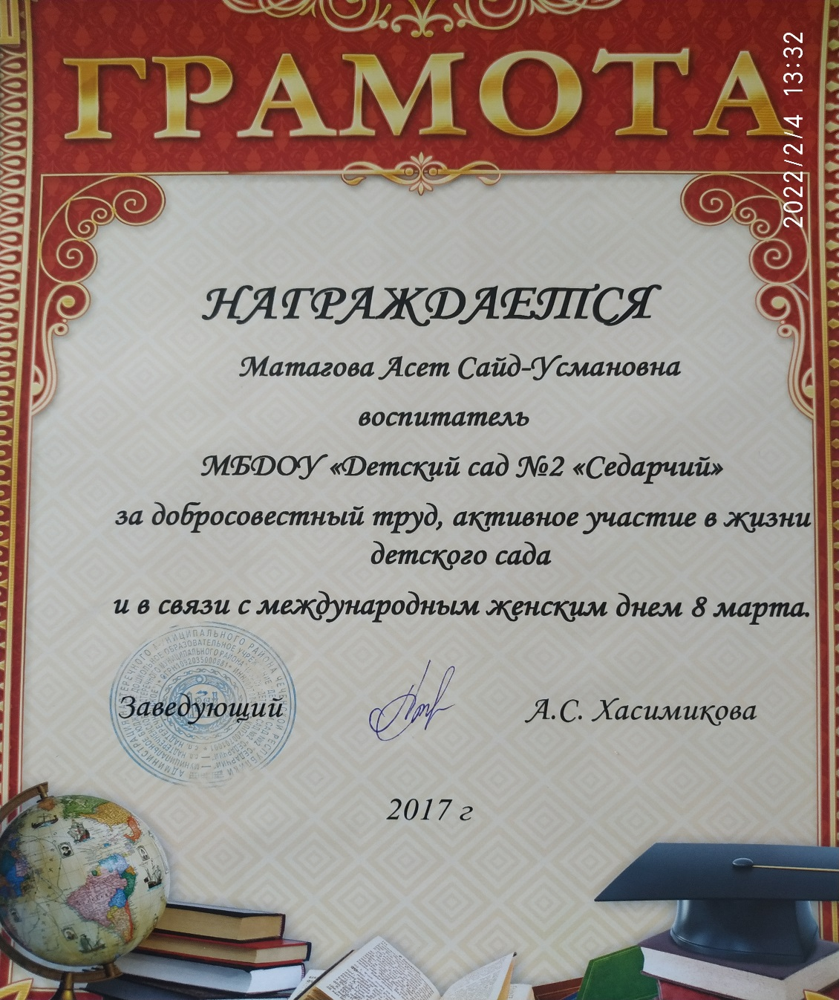 ГРАМОТА
2022/2/4 13:32
НАГРАЖДАЕТСЯ
Матагова Асет Сайд-Усмановна
воспитатель
МБДОУ «Детский сад №2 «Седарчий»
за добросовестный труд, активное участие в жизни
детского сада
и в связи с международным женским днем 8 марта.
Заведующий
А.С. Хасимикова
2017 г